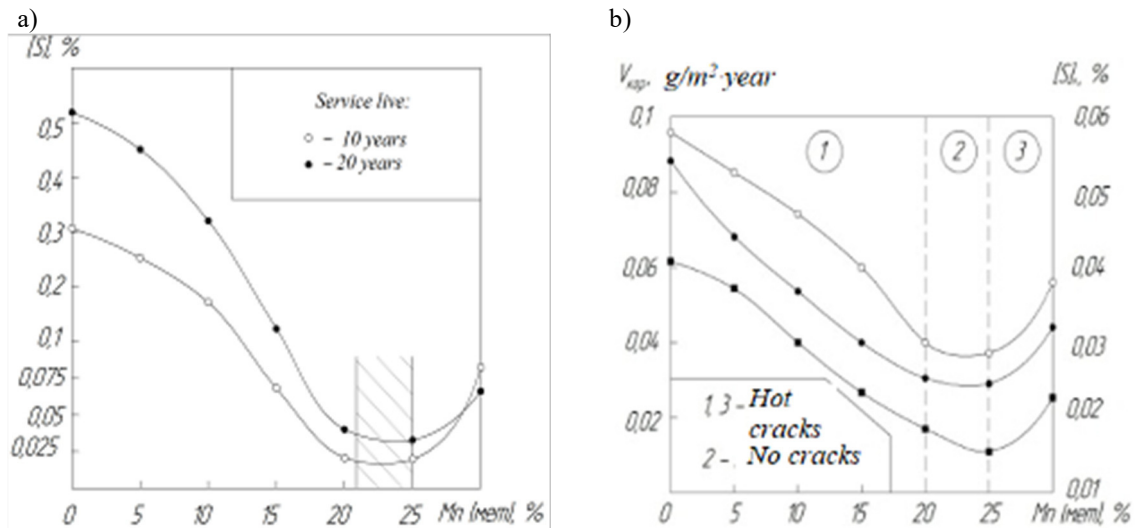 a)
[S], %
0,5
0,4
0,3
0,2
0,1
0,075
0,05
0,025
0 5 10 15 20 25 Mn (мет), %
Service live:
- 10 years
- 20 years
b)
Vкор, g/m²·year
[S], %
0,1
0,08
0,06
0,04
0,02
0,06
0,05
0,04
0,03
0,02
0,01
1
2
3
1,3 - Hot
cracks
2 - No cracks
0 5 10 15 20 25 Mn (мет), %